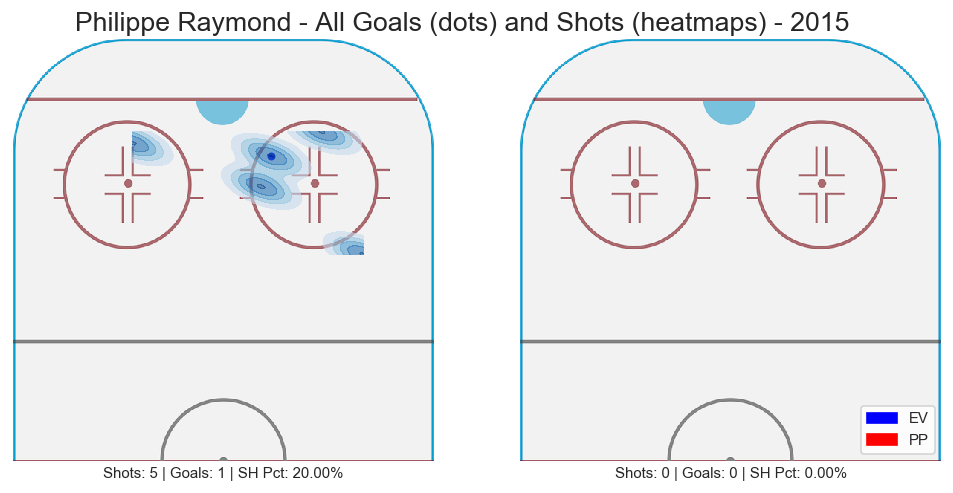 Philippe Raymond - All Goals (dots) and Shots (heatmaps) - 2015
EV
PP
Shots: 5 | Goals: 1 | SH Pct: 20.00%
Shots: 0 | Goals: 0 | SH Pct: 0.00%